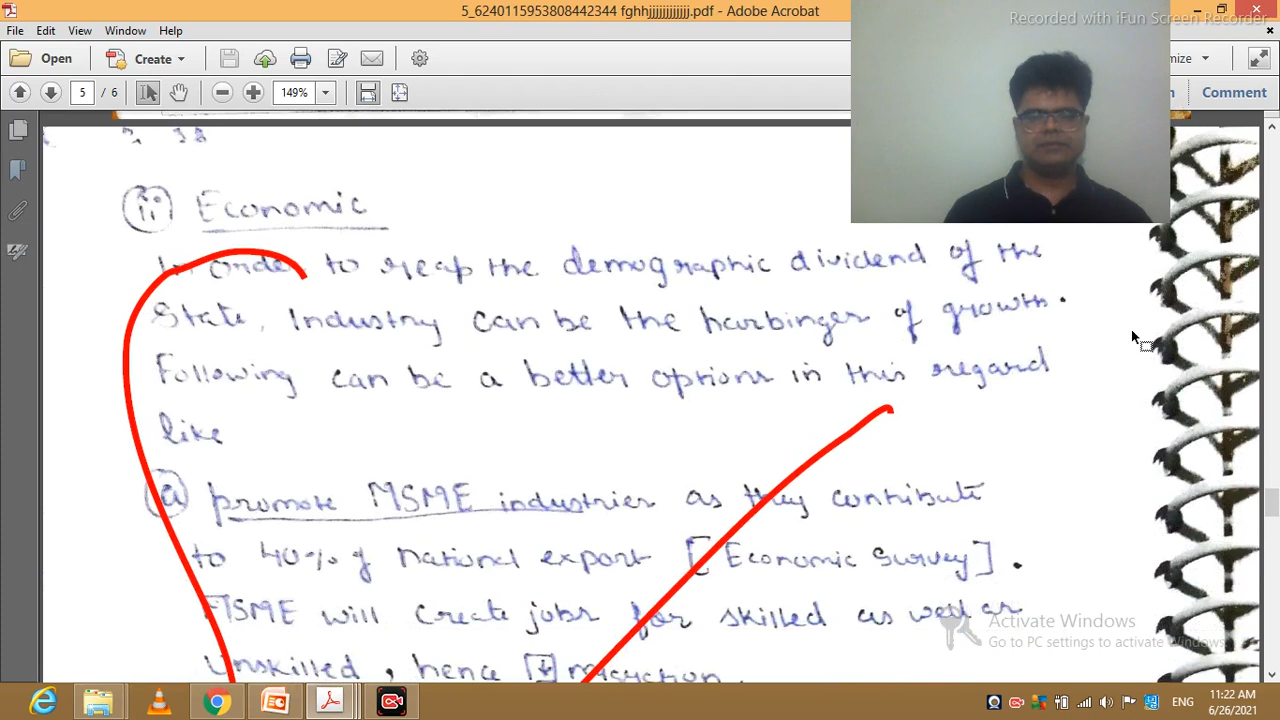 5_6240115953808442344 fghhjjjjjjjjjjjj.pdf - Adobe Acrobat
Recorded with iFun Screen Recorder
File Edit View Window Help
Open Create
5 / 6 149% Comment
(ii) Economic
In order to reap the demographic dividend of the
State, Industry can be the harbinger of growth.
Following can be a better options in this regard
like
(a) promote MSME industries as they contribute
to 40% of national export [Economic Survey].
MSME will create jobs for skilled as well as
Unskilled, hence [↓] migration.
Activate Windows
Go to PC settings to activate Windows.
ENG
11:22 AM
6/26/2021